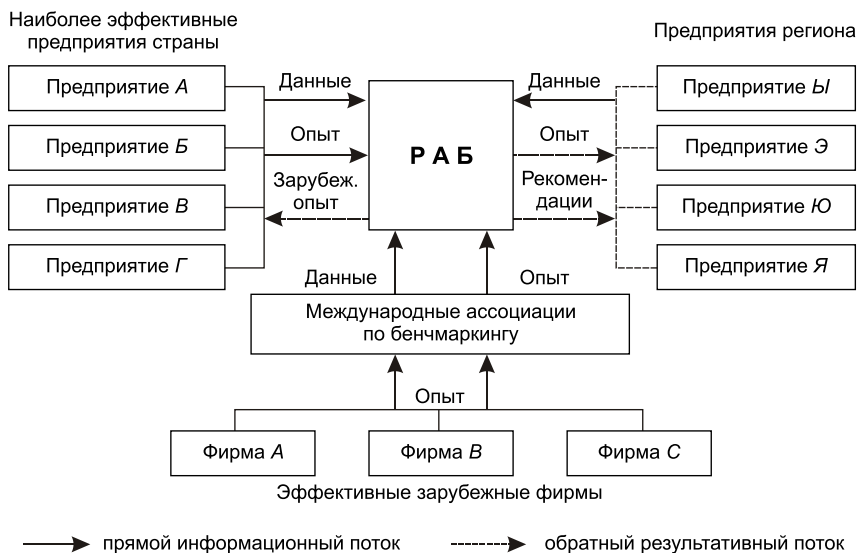 Наиболее эффективные
предприятия страны
Предприятия региона
Предприятие А
Данные
Данные
Предприятие Ы
Предприятие Б
Опыт
РАБ
Опыт
Предприятие Э
Предприятие В
Зарубеж.
опыт
Рекомен-
дации
Предприятие Ю
Предприятие Г
Предприятие Я
Данные
Опыт
Международные ассоциации
по бенчмаркингу
Опыт
Фирма А
Фирма В
Фирма С
Эффективные зарубежные фирмы
прямой информационный поток
обратный результативный поток